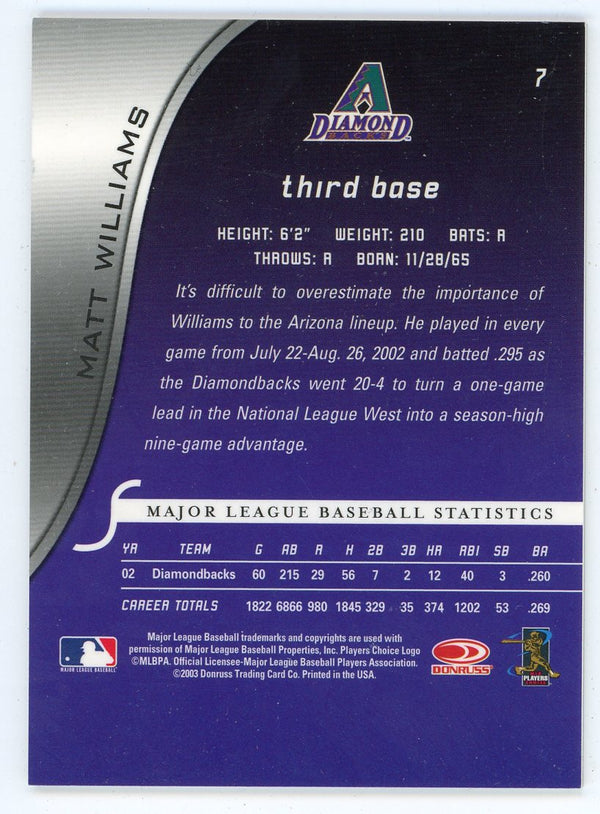 7
DIAMOND
BACKS
MATT WILLIAMS
third base
HEIGHT: 6'2" WEIGHT: 210 BATS: R
THROWS: R BORN: 11/28/65
It's difficult to overestimate the importance of
Williams to the Arizona lineup. He played in every
game from July 22-Aug. 26, 2002 and batted .295 as
the Diamondbacks went 20-4 to turn a one-game
lead in the National League West into a season-high
nine-game advantage.
MAJOR LEAGUE BASEBALL STATISTICS
YR TEAM G AB R H 2B 3B HR RBI SB BA
02 Diamondbacks 60 215 29 56 7 2 12 40 3 .260
CAREER TOTALS 1822 6866 980 1845 329 35 374 1202 53 .269
Major League Baseball trademarks and copyrights are used with
permission of Major League Baseball Properties, Inc. Players Choice Logo
©MLBPA. Official Licensee-Major League Baseball Players Association.
©2003 Donruss Trading Card Co. Printed in the USA.
MAJOR LEAGUE BASEBALL
DONRUSS
PLAYERS
CHOICE